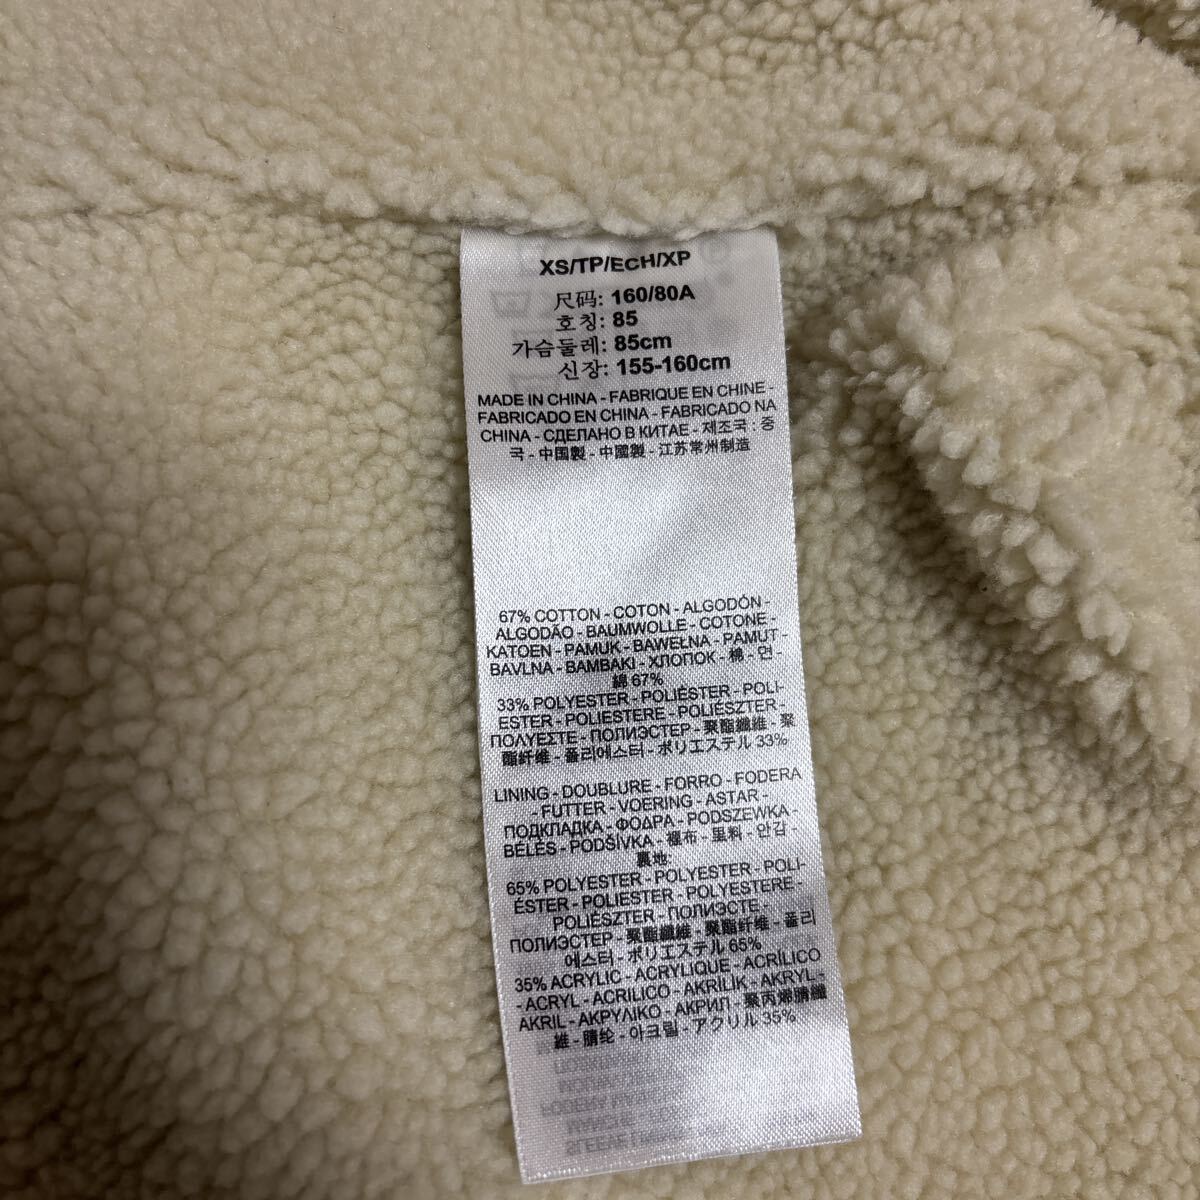 XS/TP/ECH/XP
尺码: 160/80A
호칭: 85
가슴둘레: 85cm
신장: 155-160cm
MADE IN CHINA - FABRIQUE EN CHINE -
FABRICADO EN CHINA - FABRICADO NA
CHINA - СДЕЛАНО В КИТАЕ - 제조국 : 중
국 - 中国製 - 中國製 - 江苏常州制造
67% COTTON - COTON - ALGODÓN -
ALGODÃO - BAUMWOLLE - COTONE -
KATOEN - PAMUK - BAWEŁNA - PAMUT -
BAVLNA - BAMBAKI - ХЛОПОК - 棉 - 면 -
綿 67%
33% POLYESTER - POLIÉSTER - POLI-
ESTER - POLIESTERE - POLIÉSZTER -
ΠΟΛΥΕΣΤΕ - ПОЛИЭСТЕР - 聚酯纖維 - 聚
酯纤维 - 폴리에스터 - ポリエステル 33%
LINING - DOUBLURE - FORRO - FODERA
- FUTTER - VOERING - ASTAR -
ПОДКЛАДКА - ΦΟΔΡΑ - PODSZEWKA -
BÉLÉS - PODŠÍVKA - 裡布 - 里料 - 안감 -
裏地:
65% POLYESTER - POLYESTER - POLI-
ÉSTER - POLIESTER - POLYESTERE -
POLIÉSZTER - ΠΟΛΙΟΣΤΕ -
ПОЛИЭСТЕР - 聚酯纖維 - 聚酯纤维 - 폴리
에스터 - ポリエステル 65%
35% ACRYLIC - ACRYLIQUE - ACRÍLICO
- ACRYL - ACRILICO - AKRİLİK - AKRYL -
AKRIL - ΑΚΡΥΛΙΚΟ - АКРИЛ - 聚丙烯腈纖
維 - 腈纶 - 아크릴 - アクリル 35%